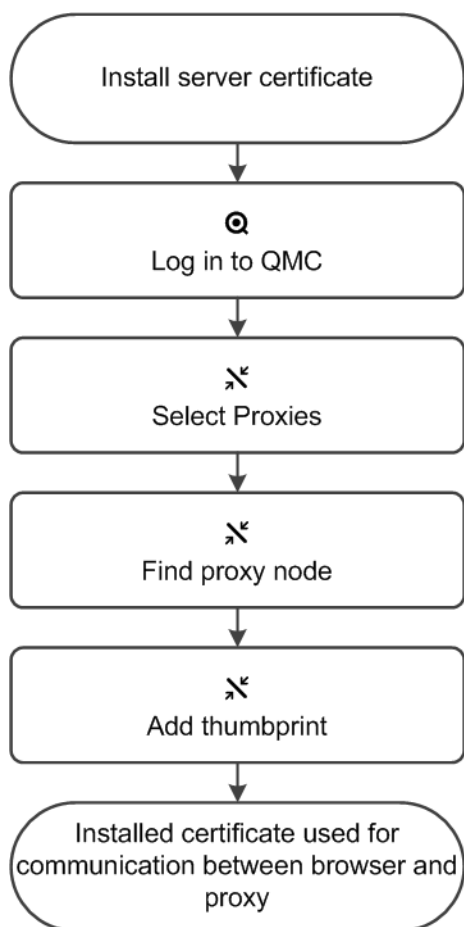 Install server certificate
Log in to QMC
Select Proxies
Find proxy node
Add thumbprint
Installed certificate used for
communication between browser and
proxy